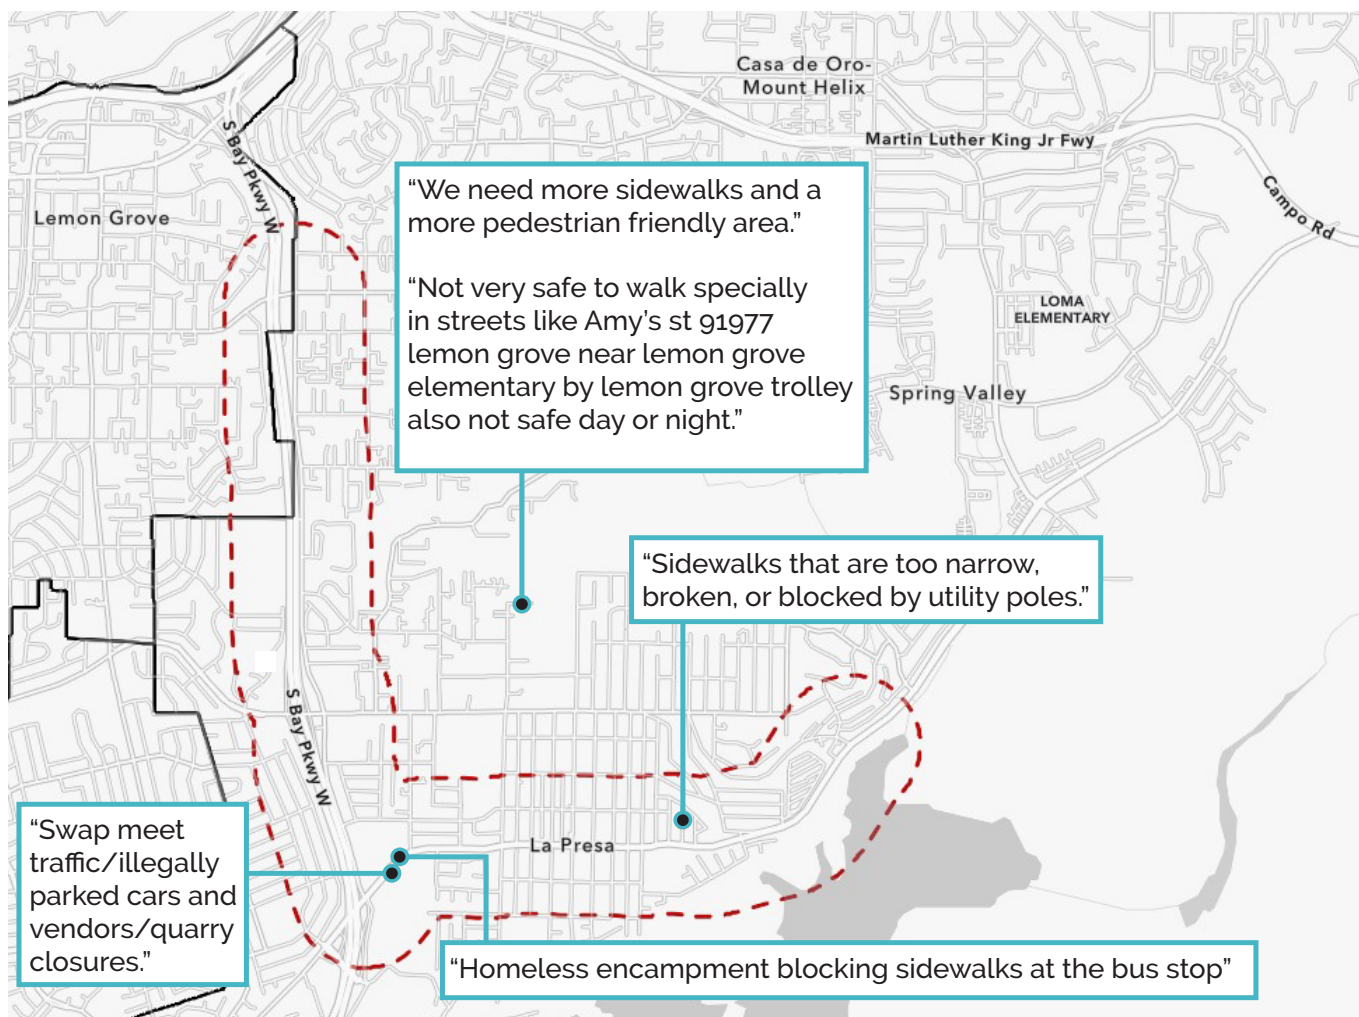 Casa de Oro-
Mount Helix
Martin Luther King Jr Fwy
S Bay Pkwy W
Campo Rd
Lemon Grove
“We need more sidewalks and a
more pedestrian friendly area.”
“Not very safe to walk specially
in streets like Amy’s st 91977
lemon grove near lemon grove
elementary by lemon grove trolley
also not safe day or night.”
LOMA
ELEMENTARY
Spring Valley
“Sidewalks that are too narrow,
broken, or blocked by utility poles.”
S Bay Pkwy W
“Swap meet
traffic/illegally
parked cars and
vendors/quarry
closures.”
La Presa
“Homeless encampment blocking sidewalks at the bus stop”